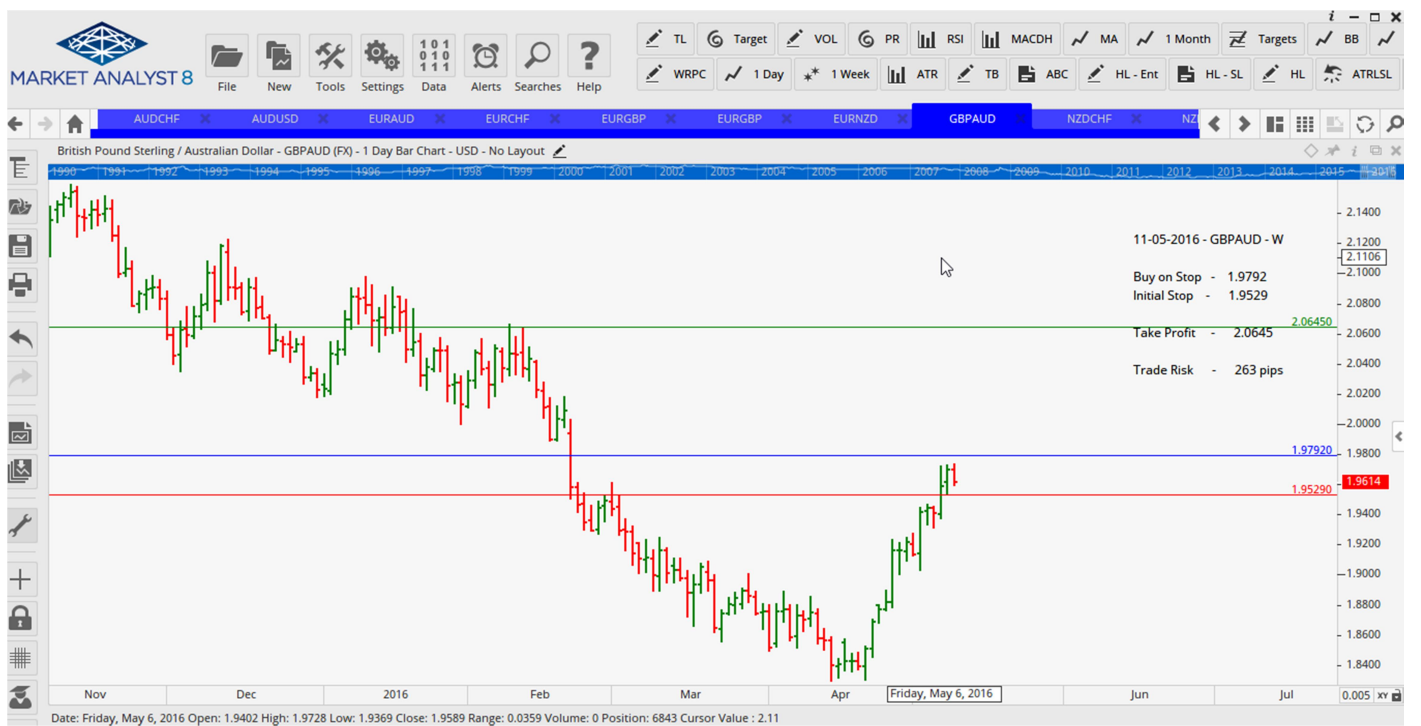 MARKET ANALYST 8
File New Tools Settings Data Alerts Searches Help
101 010 111
TL Target VOL PR RSI MACDH MA 1 Month Targets BB
WRPC 1 Day 1 Week ATR TB ABC HL - Ent HL - SL HL ATRLSL
AUDCHF AUDUSD EURAUD EURCHF EURGBP EURGBP EURNZD GBPAUD NZDCHF
British Pound Sterling / Australian Dollar - GBPAUD (FX) - 1 Day Bar Chart - USD - No Layout
1990 1991 1992 1993 1994 1995 1996 1997 1998 1999 2000 2001 2002 2003 2004 2005 2006 2007 2008 2009 2010 2011 2012 2013 2014 2015 2016
11-05-2016 - GBPAUD - W
Buy on Stop - 1.9792
Initial Stop - 1.9529
Take Profit - 2.0645
Trade Risk - 263 pips
2.06450
1.97920
1.95290
2.1400
2.1200
2.1106
2.1000
2.0800
2.0600
2.0400
2.0200
2.0000
1.9800
1.9614
1.9400
1.9200
1.9000
1.8800
1.8600
1.8400
Nov Dec 2016 Feb Mar Apr Friday, May 6, 2016 Jun Jul 0.005 XY
Date: Friday, May 6, 2016 Open: 1.9402 High: 1.9728 Low: 1.9369 Close: 1.9589 Range: 0.0359 Volume: 0 Position: 6843 Cursor Value : 2.11